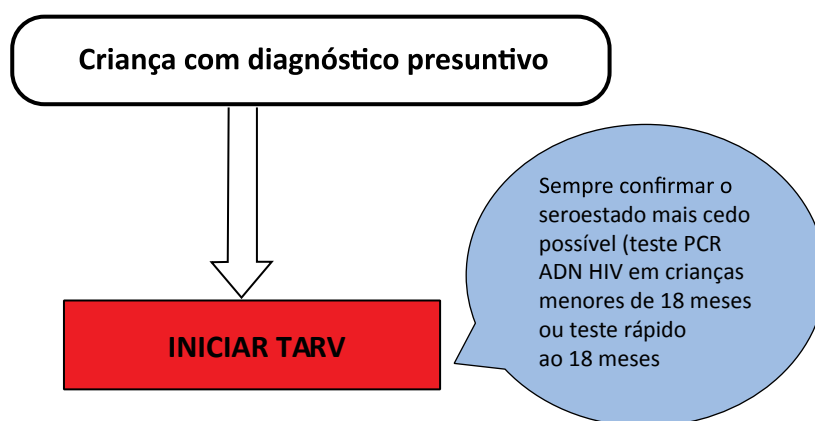 Criança com diagnóstico presuntivo
Sempre confirmar o
seroestado mais cedo
possível (teste PCR
ADN HIV em crianças
menores de 18 meses
ou teste rápido
ao 18 meses
INICIAR TARV